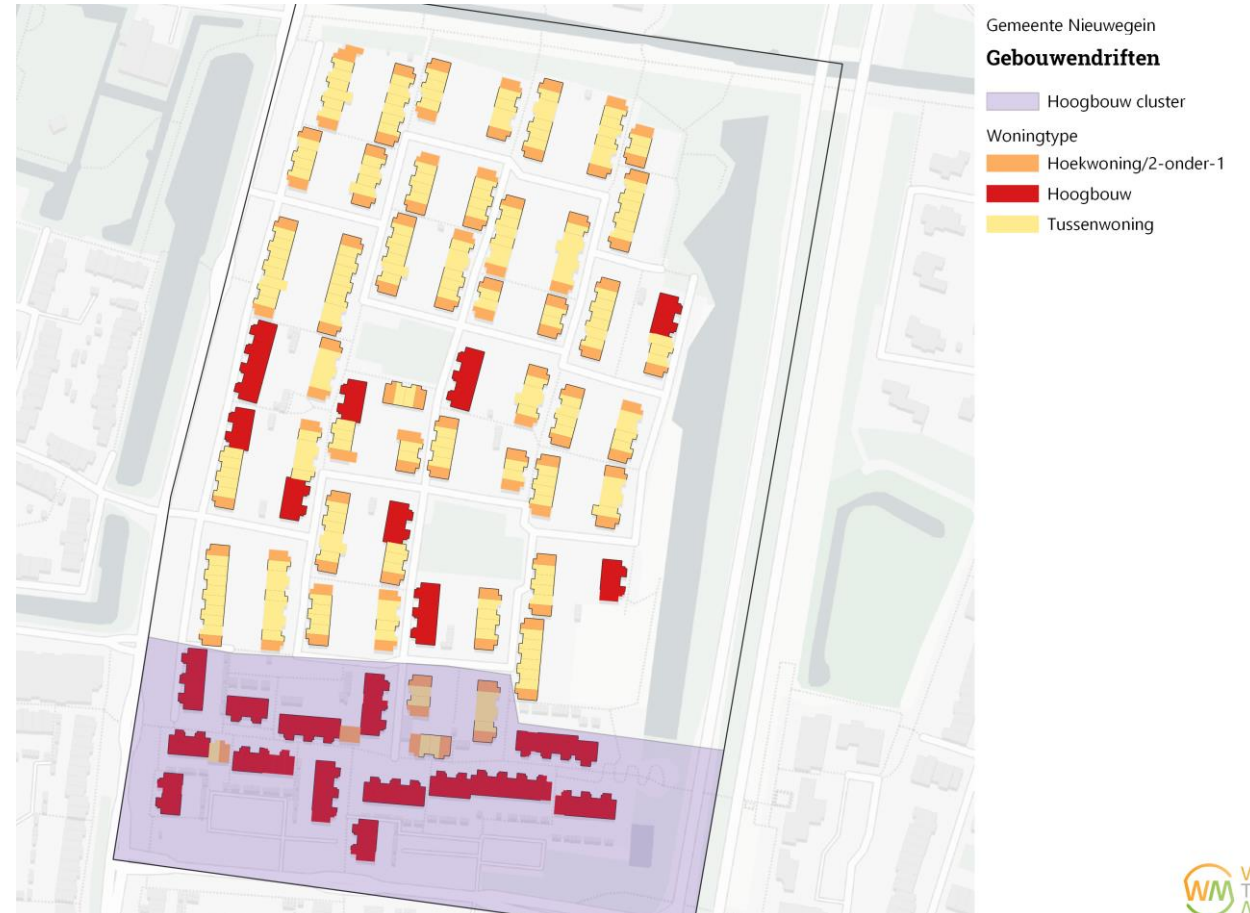 Gemeente Nieuwegein
Gebouwendriften
Hoogbouw cluster
Woningtype
Hoekwoning/2-onder-1
Hoogbouw
Tussenwoning
WM